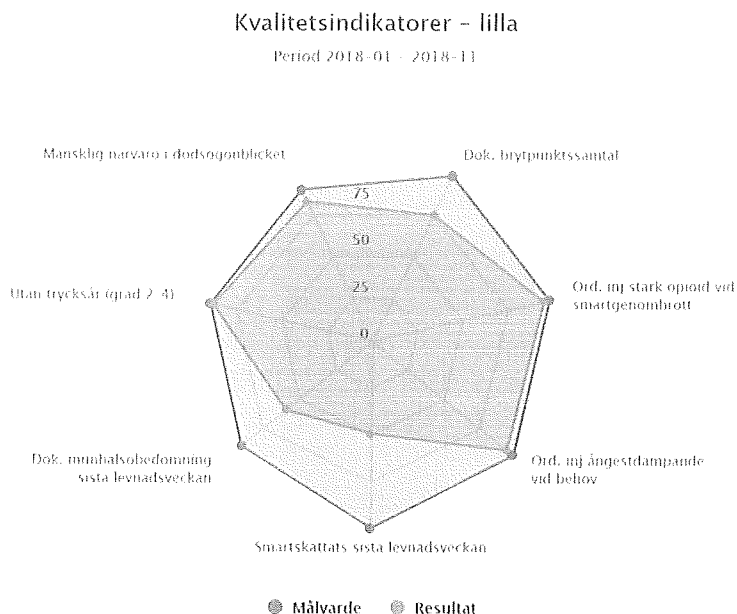 Kvalitetsindikatorer – lilla
Period 2018-01 - 2018-11
Mänsklig närvaro i dödsögonblicket
Dok. brytpunktssamtal
75
50
25
0
Utan trycksår (grad 2-4)
Ord. inj stark opioid vid
smärtgenombrott
Dok. munhälsobedömning
sista levnadsveckan
Ord. inj ångestdämpande
vid behov
Smärtskattats sista levnadsveckan
Målvärde
Resultat